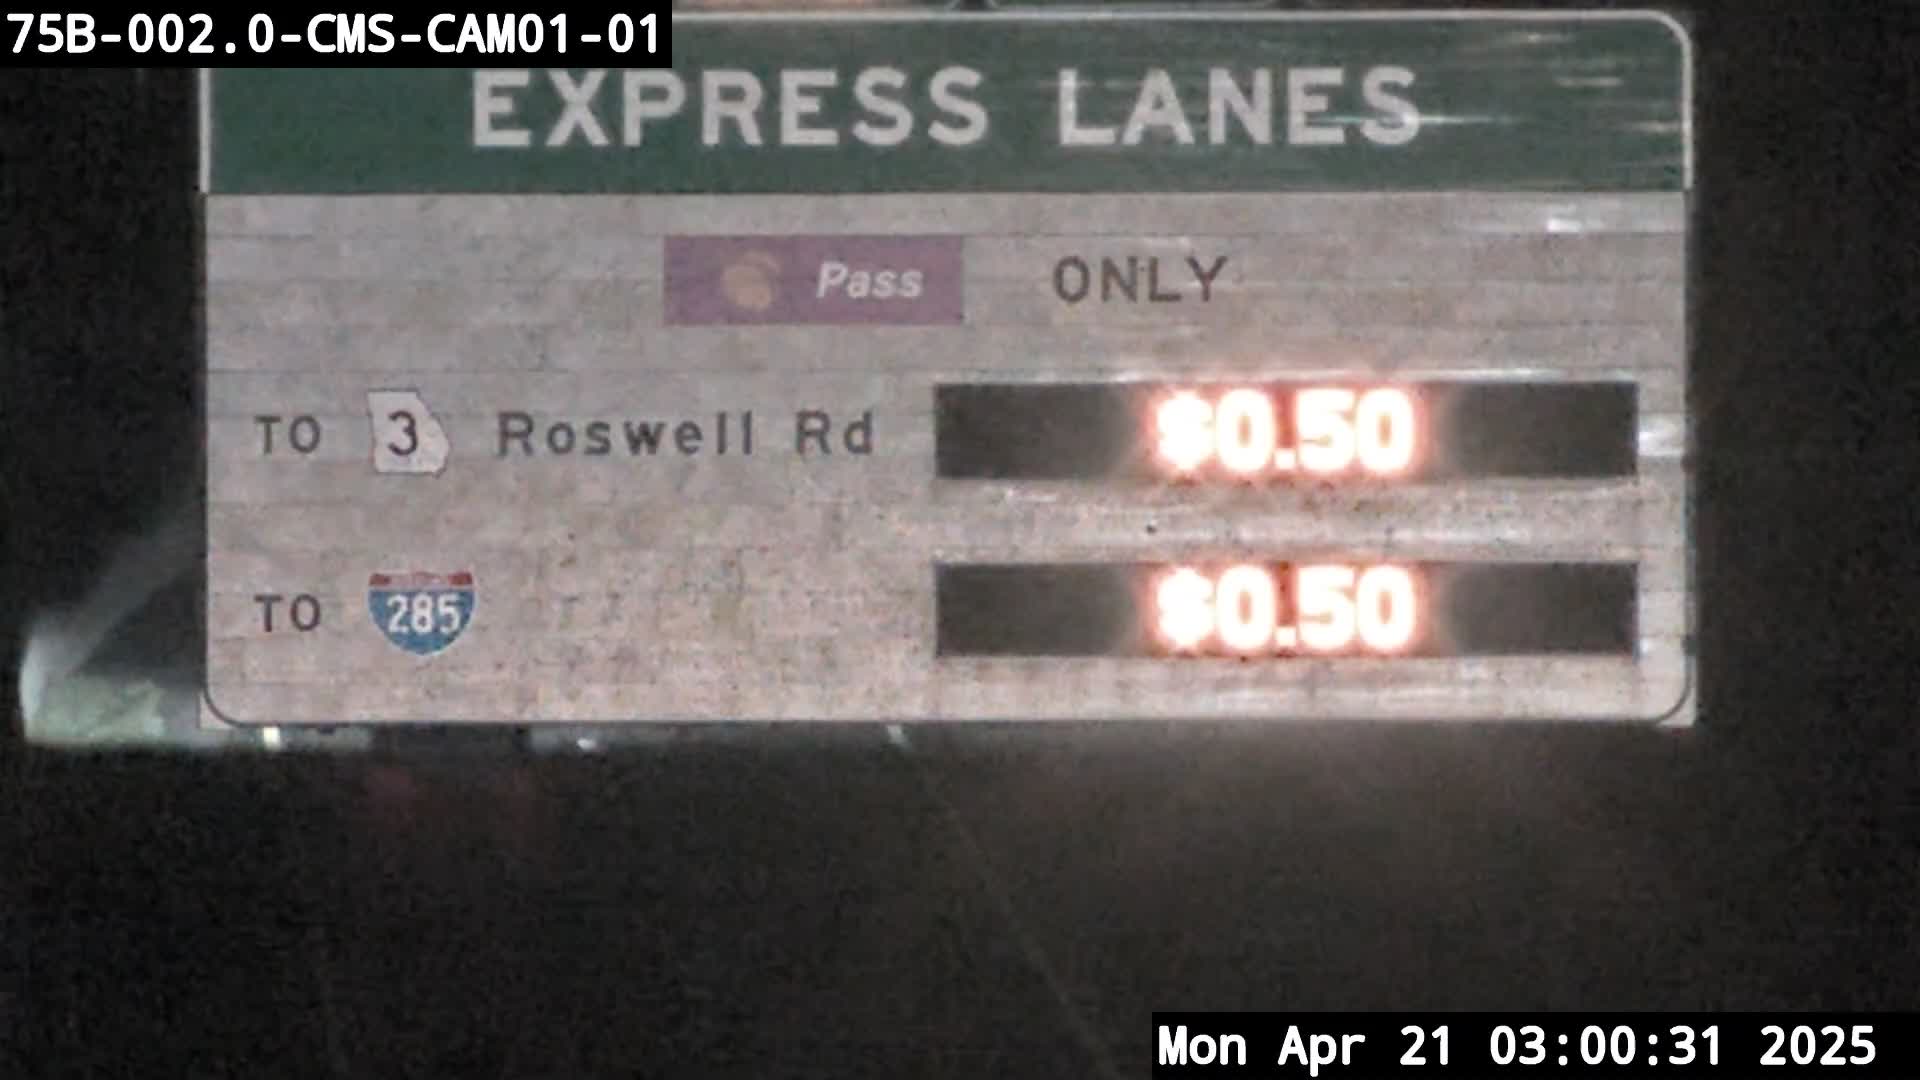 75B-002.0-CMS-CAM01-01
EXPRESS LANES
Pass ONLY
TO 3 Roswell Rd $0.50
TO 285 $0.50
Mon Apr 21 03:00:31 2025